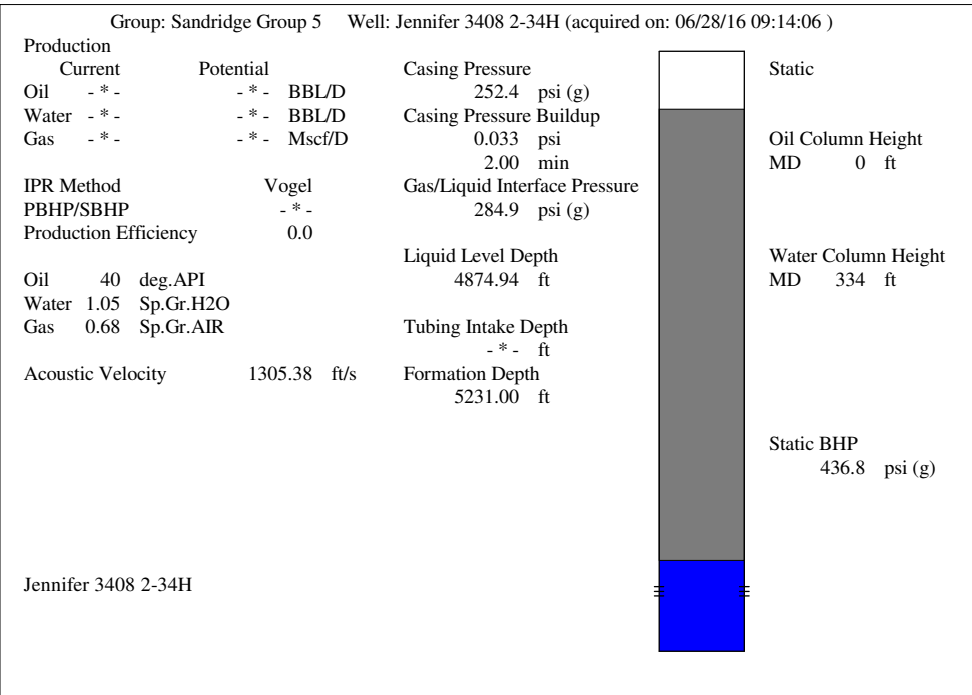 Group: Sandridge Group 5 Well: Jennifer 3408 2-34H (acquired on: 06/28/16 09:14:06 )
Production
Current Potential
Oil - * - - * - BBL/D
Water - * - - * - BBL/D
Gas - * - - * - Mscf/D
IPR Method Vogel
PBHP/SBHP - * -
Production Efficiency 0.0
Oil 40 deg.API
Water 1.05 Sp.Gr.H2O
Gas 0.68 Sp.Gr.AIR
Acoustic Velocity 1305.38 ft/s
Casing Pressure
252.4 psi (g)
Casing Pressure Buildup
0.033 psi
2.00 min
Gas/Liquid Interface Pressure
284.9 psi (g)
Liquid Level Depth
4874.94 ft
Tubing Intake Depth
- * - ft
Formation Depth
5231.00 ft
Static
Oil Column Height
MD 0 ft
Water Column Height
MD 334 ft
Static BHP
436.8 psi (g)
Jennifer 3408 2-34H